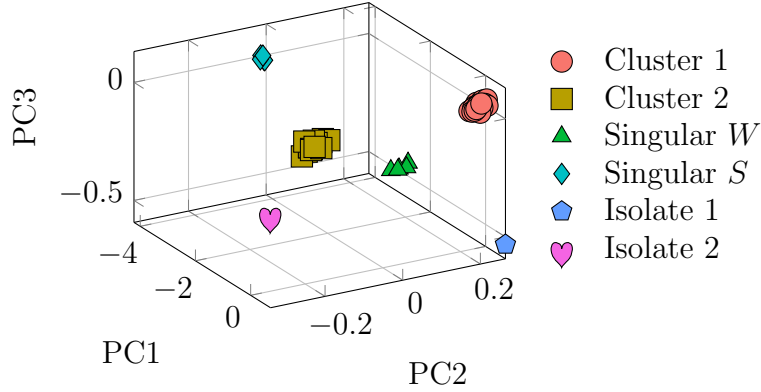 0
−0.5
PC3
−4
−2
0
PC1
−0.2
0
0.2
PC2
Cluster 1
Cluster 2
Singular W
Singular S
Isolate 1
Isolate 2